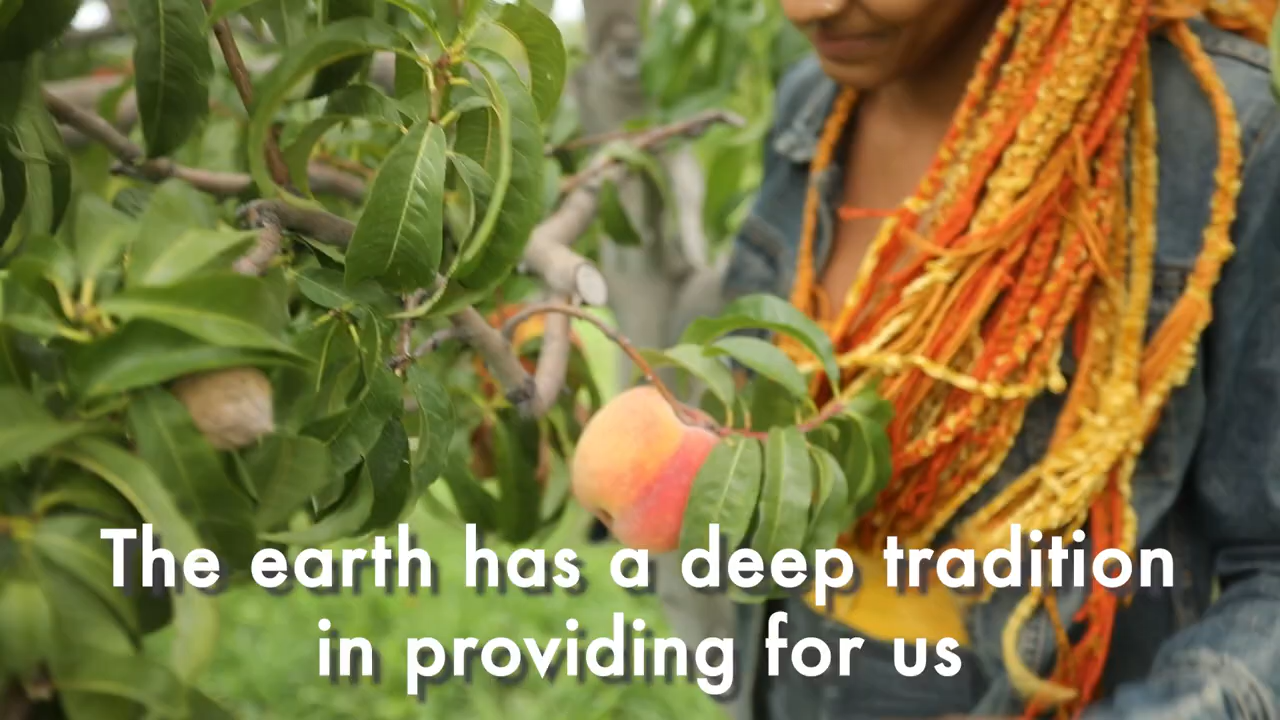 The earth has a deep tradition
in providing for us